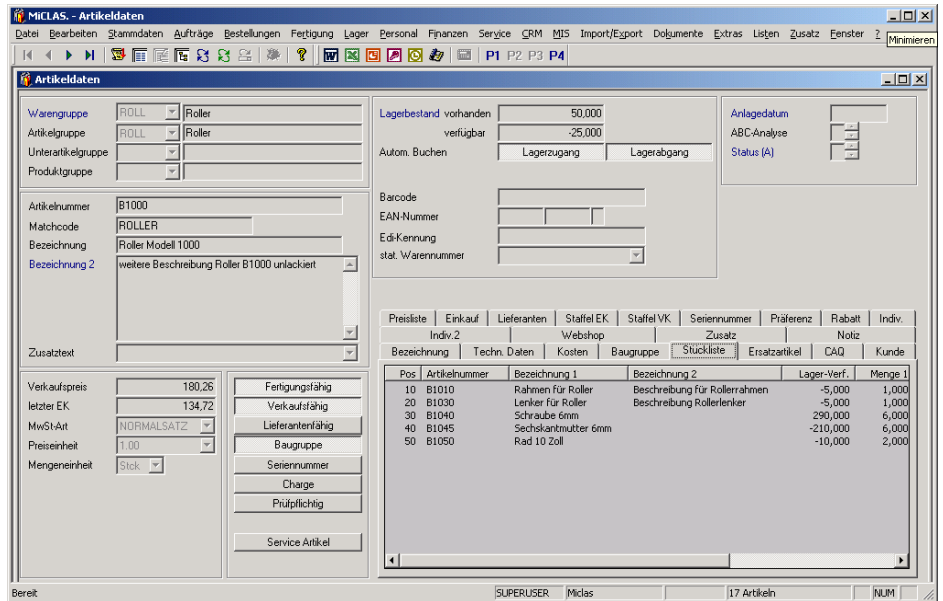 MiCLAS. - Artikeldaten
Datei Bearbeiten Stammdaten Aufträge Bestellungen Fertigung Lager Personal Finanzen Service CRM MIS Import/Export Dokumente Extras Listen Zusatz Fenster ?
Minimieren
P1 P2 P3 P4
Artikeldaten
Warengruppe ROLL Roller
Artikelgruppe ROLL Roller
Unterartikelgruppe
Produktgruppe
Artikelnummer B1000
Matchcode ROLLER
Bezeichnung Roller Modell 1000
Bezeichnung 2 weitere Beschreibung Roller B1000 unlackiert
Zusatztext
Verkaufspreis 180,26
letzter EK 134,72
MwSt-Art NORMALSATZ
Preiseinheit 1.00
Mengeneinheit Stck
Fertigungsfähig
Verkaufsfähig
Lieferantenfähig
Baugruppe
Seriennummer
Charge
Prüfpflichtig
Service Artikel
Lagerbestand vorhanden 50,000
verfügbar -25,000
Autom. Buchen Lagerzugang Lagerabgang
Barcode
EAN-Nummer
Edi-Kennung
stat. Warennummer
Anlagedatum
ABC-Analyse
Status (A)
Preisliste Einkauf Lieferanten Staffel EK Staffel VK Seriennummer Präferenz Rabatt Indiv.
Indiv.2 Webshop Zusatz Notiz
Bezeichnung Techn. Daten Kosten Baugruppe Stückliste Ersatzartikel CAQ Kunde
Pos Artikelnummer Bezeichnung 1 Bezeichnung 2 Lager-Verf. Menge 1
10 B1010 Rahmen für Roller Beschreibung für Rollerrahmen -5,000 1,000
20 B1030 Lenker für Roller Beschreibung Rollerlenker -5,000 1,000
30 B1040 Schraube 6mm 290,000 6,000
40 B1045 Sechskantmutter 6mm -210,000 6,000
50 B1050 Rad 10 Zoll -10,000 2,000
Bereit SUPERUSER Miclas 17 Artikeln NUM